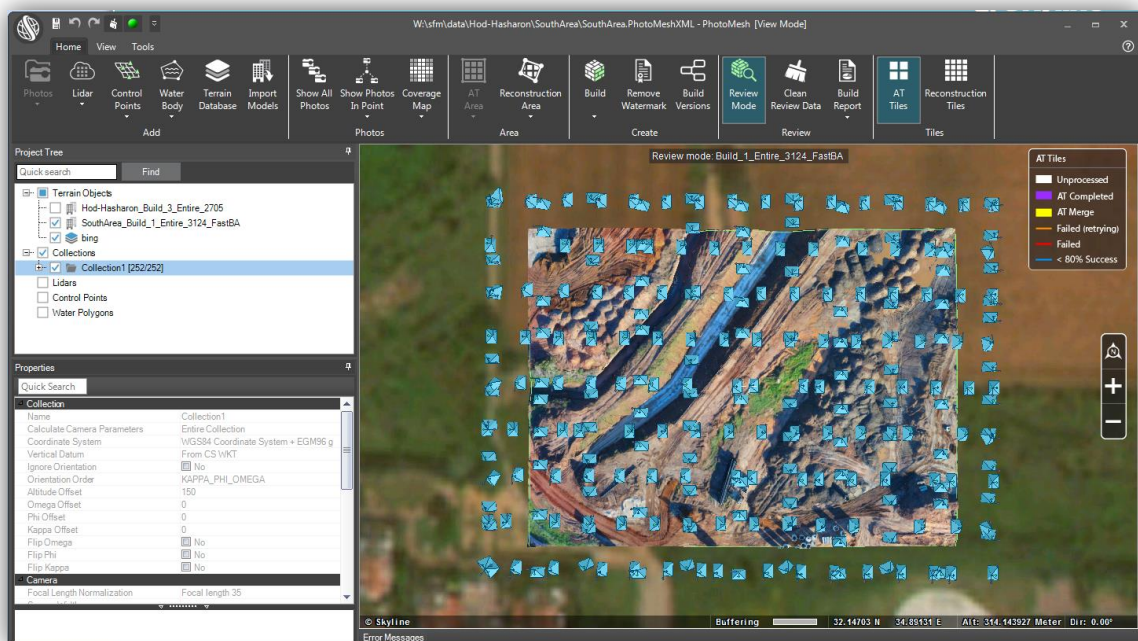 W:\sfm\data\Hod-Hasharon\SouthArea\SouthArea.PhotoMeshXML - PhotoMesh [View Mode]
Home View Tools
Photos
Lidar
Control Points
Water Body
Terrain Database
Import Models
Show All Photos
Show Photos In Point
Coverage Map
AT Area
Reconstruction Area
Build
Remove Watermark
Build Versions
Review Mode
Clean Review Data
Build Report
AT Tiles
Reconstruction Tiles
Add Photos Area Create Review Tiles
Project Tree
Quick search Find
Terrain Objects
Hod-Hasharon_Build_3_Entire_2705
SouthArea_Build_1_Entire_3124_FastBA
bing
Collections
Collection1 [252/252]
Lidars
Control Points
Water Polygons
Properties
Quick Search
Collection
Name Collection1
Calculate Camera Parameters Entire Collection
Coordinate System WGS84 Coordinate System + EGM96 g
Vertical Datum From CS WKT
Ignore Orientation No
Orientation Order KAPPA_PHI_OMEGA
Altitude Offset 150
Omega Offset 0
Phi Offset 0
Kappa Offset 0
Flip Omega No
Flip Phi No
Flip Kappa No
Camera
Focal Length Normalization Focal length 35
Review mode: Build_1_Entire_3124_FastBA
AT Tiles
Unprocessed
AT Completed
AT Merge
Failed (retrying)
Failed
< 80% Success
© Skyline Buffering 32.14703 N 34.89131 E Alt: 314.143927 Meter Dir: 0.00°
Error Messages